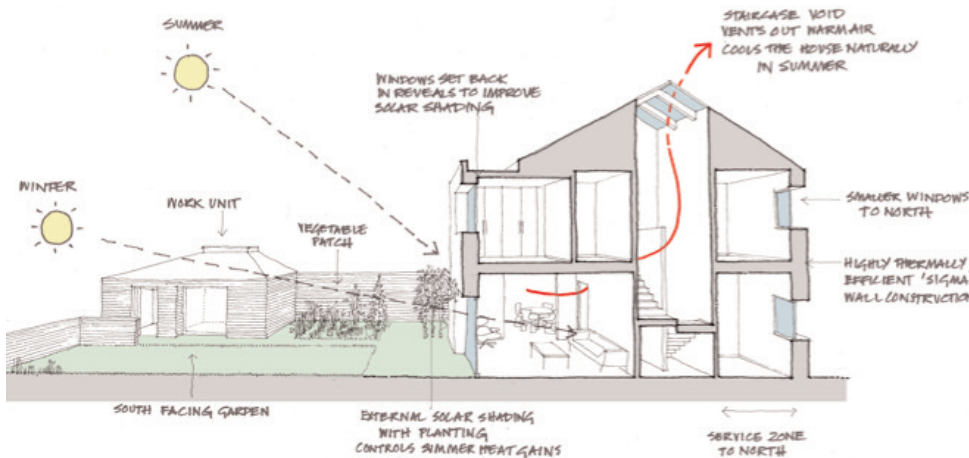 SUMMER
STAIRCASE VOID
VENTS OUT WARM AIR
COOLS THE HOUSE NATURALLY
IN SUMMER
WINDOWS SET BACK
IN REVEALS TO IMPROVE
SOLAR SHADING
WINTER
WORK UNIT
VEGETABLE
PATCH
SMALLER WINDOWS
TO NORTH
HIGHLY THERMALLY
EFFICIENT 'SIGMA
WALL CONSTRUCTION
SOUTH FACING GARDEN
EXTERNAL SOLAR SHADING
WITH PLANTING
CONTROLS SUMMER HEAT GAINS
SERVICE ZONE
TO NORTH